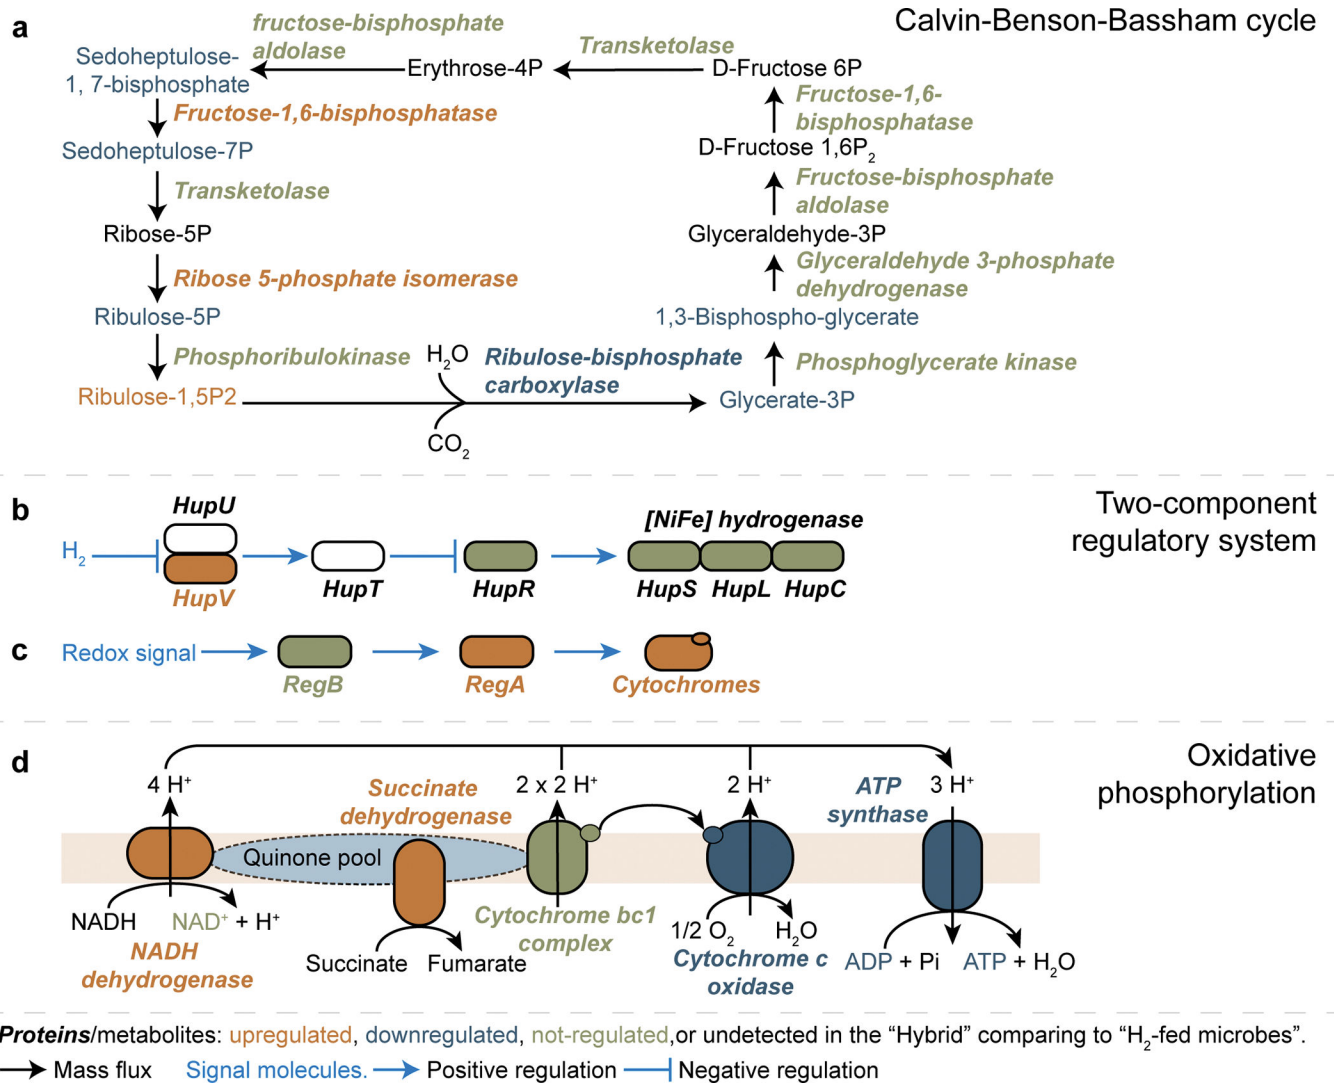 a
Calvin-Benson-Bassham cycle
fructose-bisphosphate
aldolase
Sedoheptulose-
1, 7-bisphosphate
Erythrose-4P
Transketolase
D-Fructose 6P
Fructose-1,6-bisphosphatase
Fructose-1,6-
bisphosphatase
Sedoheptulose-7P
D-Fructose 1,6P2
Transketolase
Fructose-bisphosphate
aldolase
Ribose-5P
Glyceraldehyde-3P
Ribose 5-phosphate isomerase
Glyceraldehyde 3-phosphate
dehydrogenase
Ribulose-5P
1,3-Bisphospho-glycerate
Phosphoribulokinase
H2O
Ribulose-bisphosphate
carboxylase
Phosphoglycerate kinase
Ribulose-1,5P2
Glycerate-3P
CO2
b
Two-component
regulatory system
HupU
[NiFe] hydrogenase
H2
HupV
HupT
HupR
HupS HupL HupC
c
Redox signal
RegB
RegA
Cytochromes
d
Oxidative
phosphorylation
4 H+
Succinate
dehydrogenase
2 x 2 H+
2 H+
ATP
synthase
3 H+
Quinone pool
NADH
NAD+ + H+
NADH
dehydrogenase
Succinate
Fumarate
Cytochrome bc1
complex
1/2 O2
H2O
Cytochrome c
oxidase
ADP + Pi
ATP + H2O
Proteins/metabolites: upregulated, downregulated, not-regulated,or undetected in the “Hybrid” comparing to “H2-fed microbes”.
Mass flux Signal molecules. Positive regulation Negative regulation